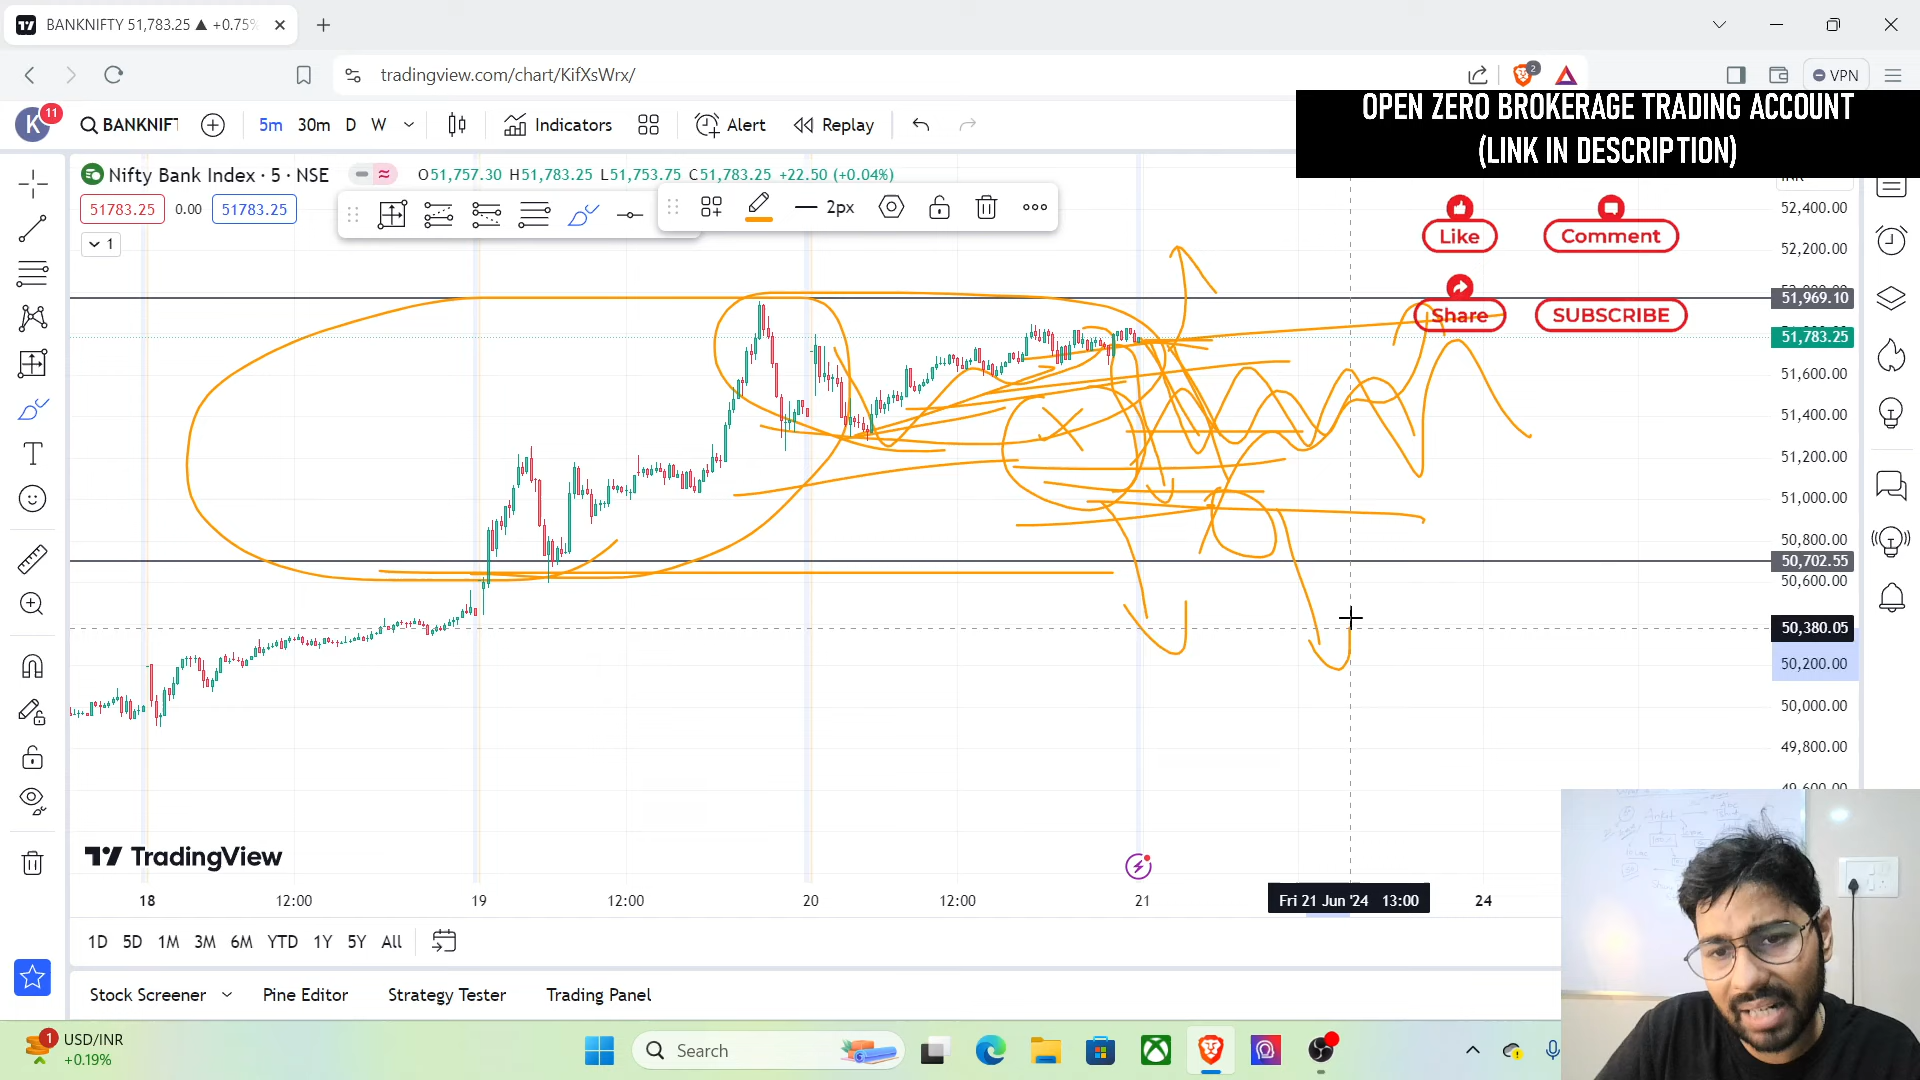 BANKNIFTY 51,783.25 ▲ +0.75%
tradingview.com/chart/KifXsWrx/
2
VPN
OPEN ZERO BROKERAGE TRADING ACCOUNT
(LINK IN DESCRIPTION)
K
11
BANKNIFT
5m
30m
D
W
Indicators
Alert
Replay
Nifty Bank Index · 5 · NSE
O51,757.30 H51,783.25 L51,753.75 C51,783.25 +22.50 (+0.04%)
51783.25
0.00
51783.25
2px
1
Like
Comment
Share
SUBSCRIBE
52,400.00
52,200.00
51,969.10
51,783.25
51,600.00
51,400.00
51,200.00
51,000.00
50,800.00
50,702.55
50,600.00
50,380.05
50,200.00
50,000.00
49,800.00
49,600.00
TradingView
18
12:00
19
12:00
20
12:00
21
Fri 21 Jun '24 13:00
24
1D
5D
1M
3M
6M
YTD
1Y
5Y
All
Stock Screener
Pine Editor
Strategy Tester
Trading Panel
1
USD/INR
+0.19%
Search